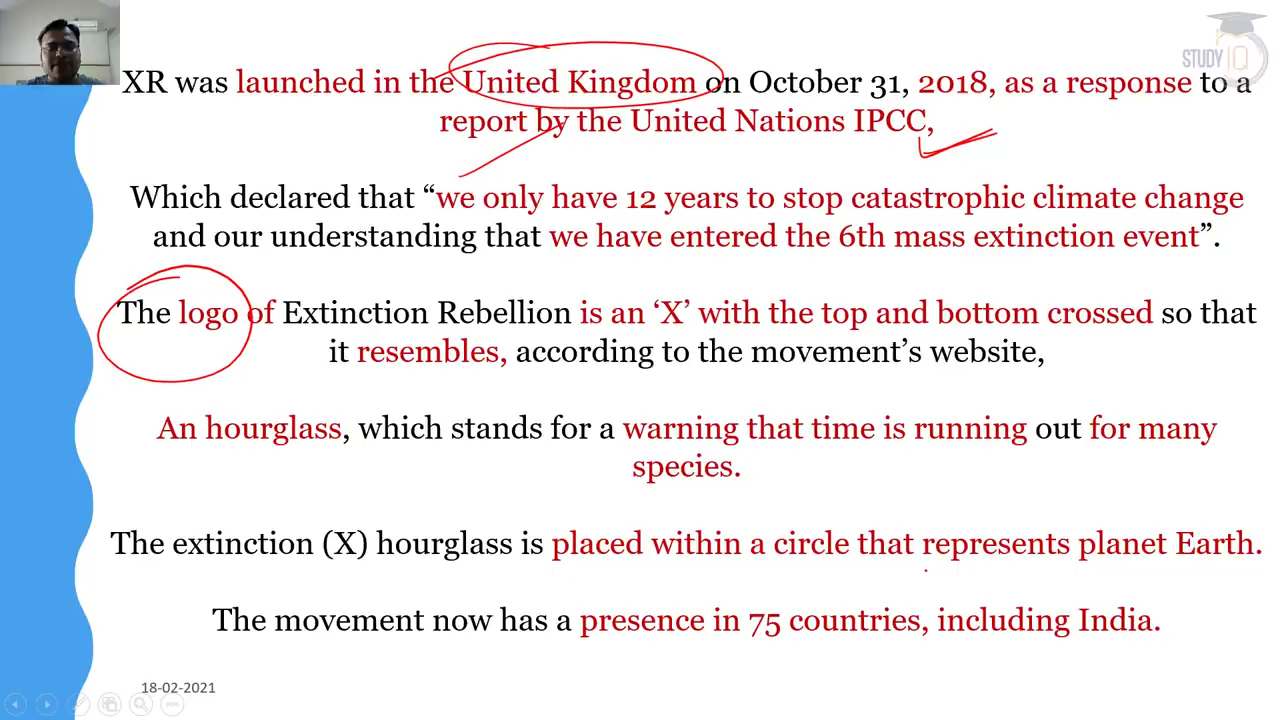 STUDY IQ
XR was launched in the United Kingdom on October 31, 2018, as a response to a
report by the United Nations IPCC,
Which declared that “we only have 12 years to stop catastrophic climate change
and our understanding that we have entered the 6th mass extinction event”.
The logo of Extinction Rebellion is an ‘X’ with the top and bottom crossed so that
it resembles, according to the movement’s website,
An hourglass, which stands for a warning that time is running out for many
species.
The extinction (X) hourglass is placed within a circle that represents planet Earth.
The movement now has a presence in 75 countries, including India.
18-02-2021